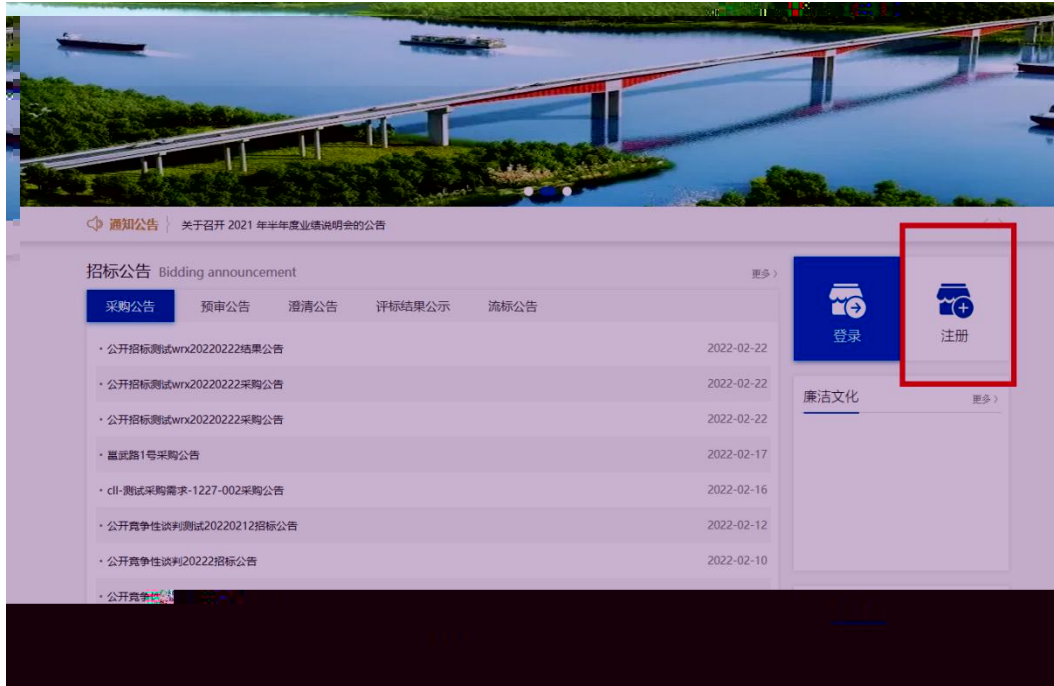 通知公告
关于召开 2021 年半年度业绩说明会的公告
招标公告 Bidding announcement 更多 〉
采购公告 预审公告 澄清公告 评标结果公示 流标公告
· 公开招标测试wrx20220222结果公告 2022-02-22
· 公开招标测试wrx20220222采购公告 2022-02-22
· 公开招标测试wrx20220222采购公告 2022-02-22
· 邕武路1号采购公告 2022-02-17
· cll-测试采购需求-1227-002采购公告 2022-02-16
· 公开竞争性谈判测试20220212招标公告 2022-02-12
· 公开竞争性谈判20222招标公告 2022-02-10
· 公开竞争
登录
注册
廉洁文化 更多 〉